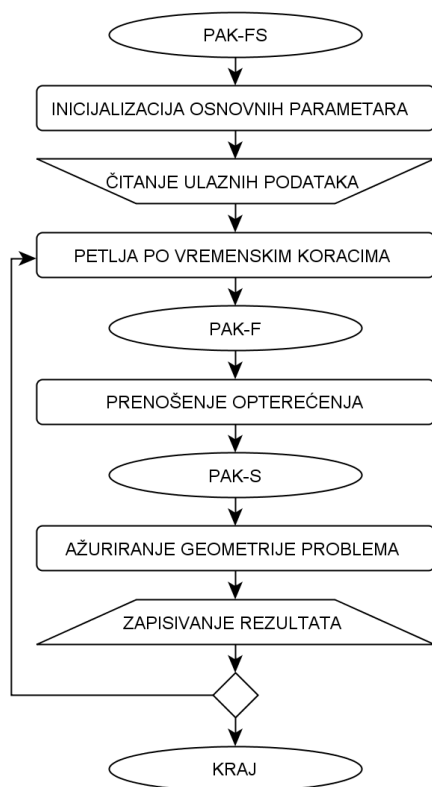 PAK-FS
INICIJALIZACIJA OSNOVNIH PARAMETARA
ČITANJE ULAZNIH PODATAKA
PETLJA PO VREMENSKIM KORACIMA
PAK-F
PRENOŠENJE OPTEREĆENJA
PAK-S
AŽURIRANJE GEOMETRIJE PROBLEMA
ZAPISIVANJE REZULTATA
KRAJ